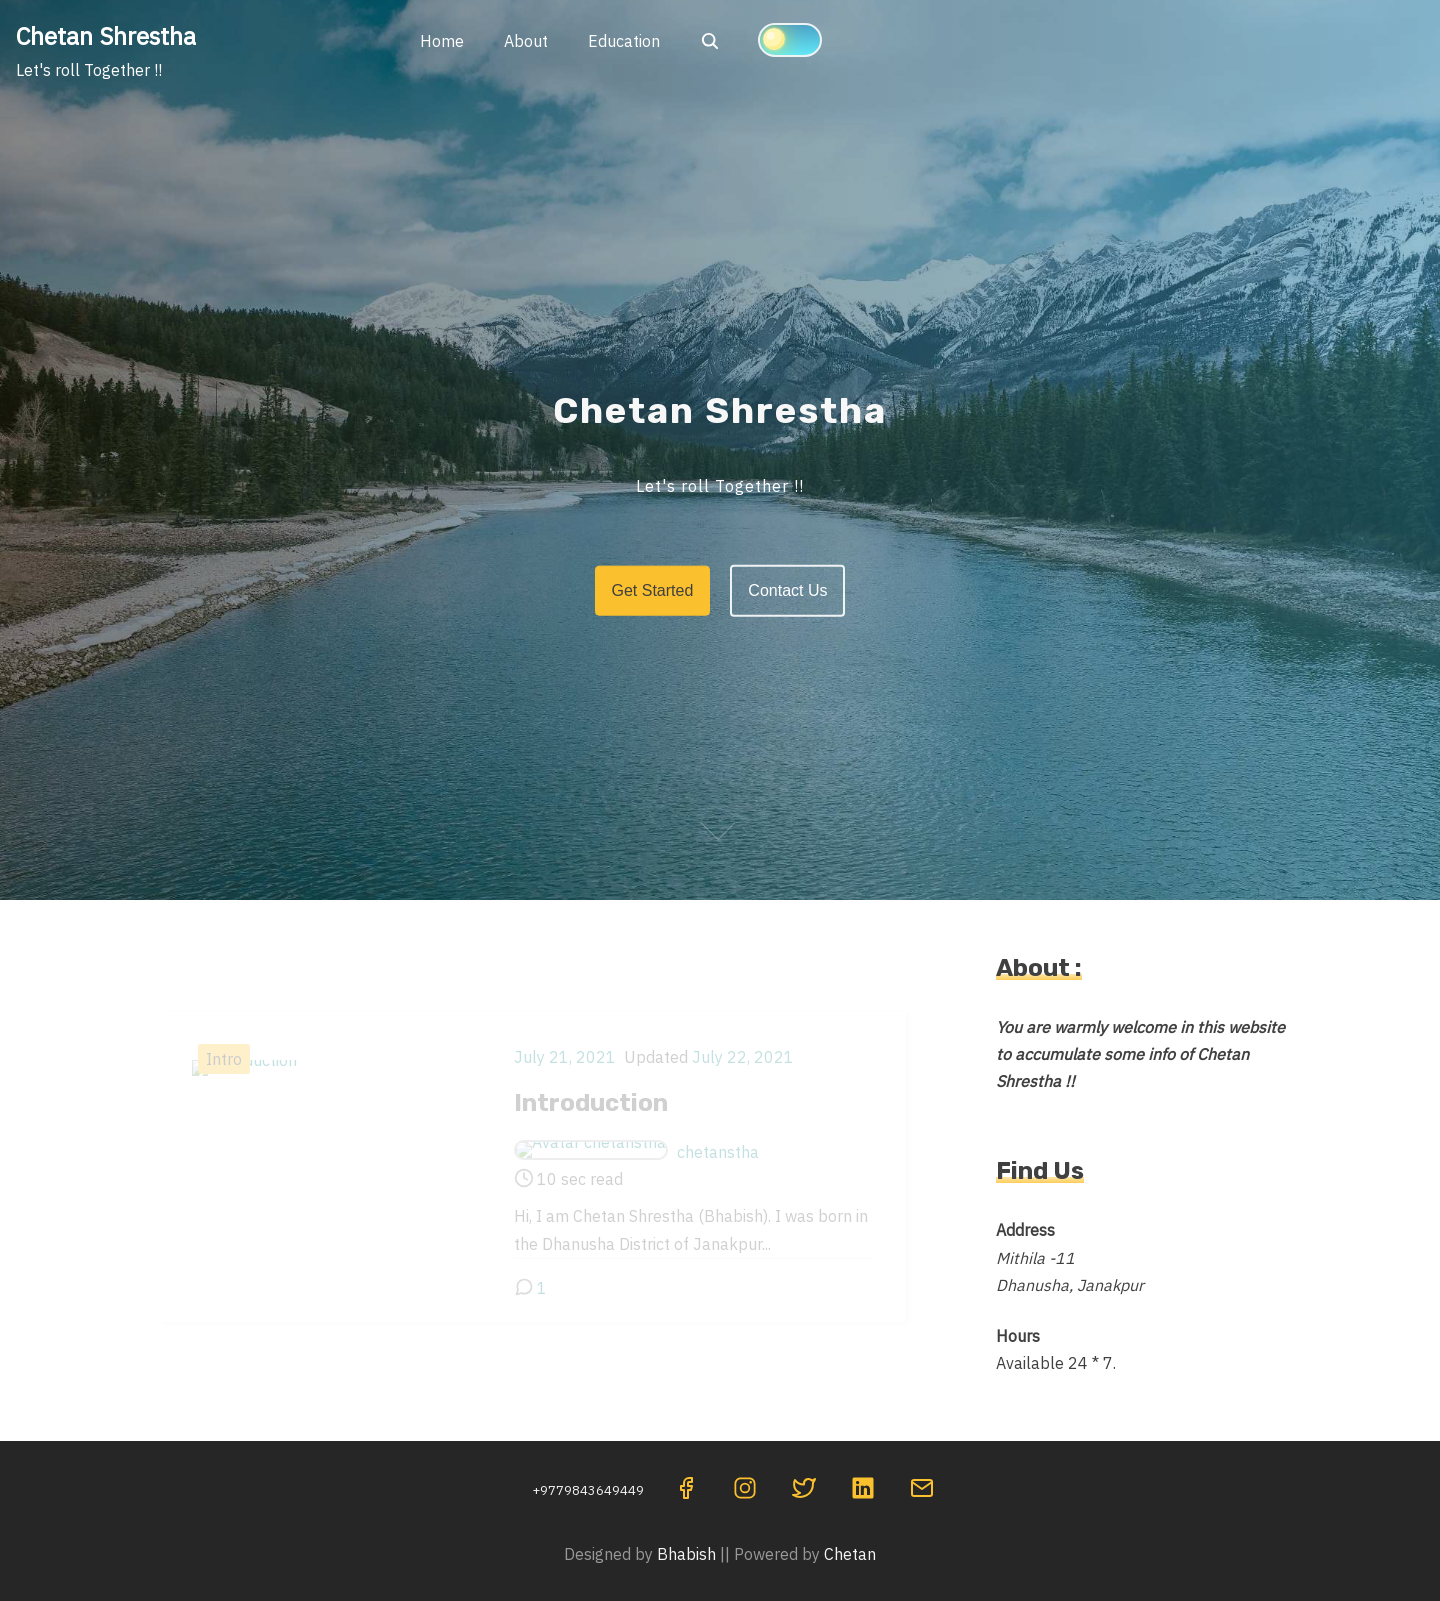 Chetan Shrestha
Let's roll Together !!
Home About Education
Chetan Shrestha
Let's roll Together !!
Get Started Contact Us
Intro
July 21, 2021 Updated July 22, 2021
Introduction
Avatar chetanstha chetanstha
10 sec read
Hi, I am Chetan Shrestha (Bhabish). I was born in
the Dhanusha District of Janakpur...
1
About :
You are warmly welcome in this website
to accumulate some info of Chetan
Shrestha !!
Find Us
Address
Mithila -11
Dhanusha, Janakpur
Hours
Available 24 * 7.
+9779843649449
Designed by Bhabish || Powered by Chetan